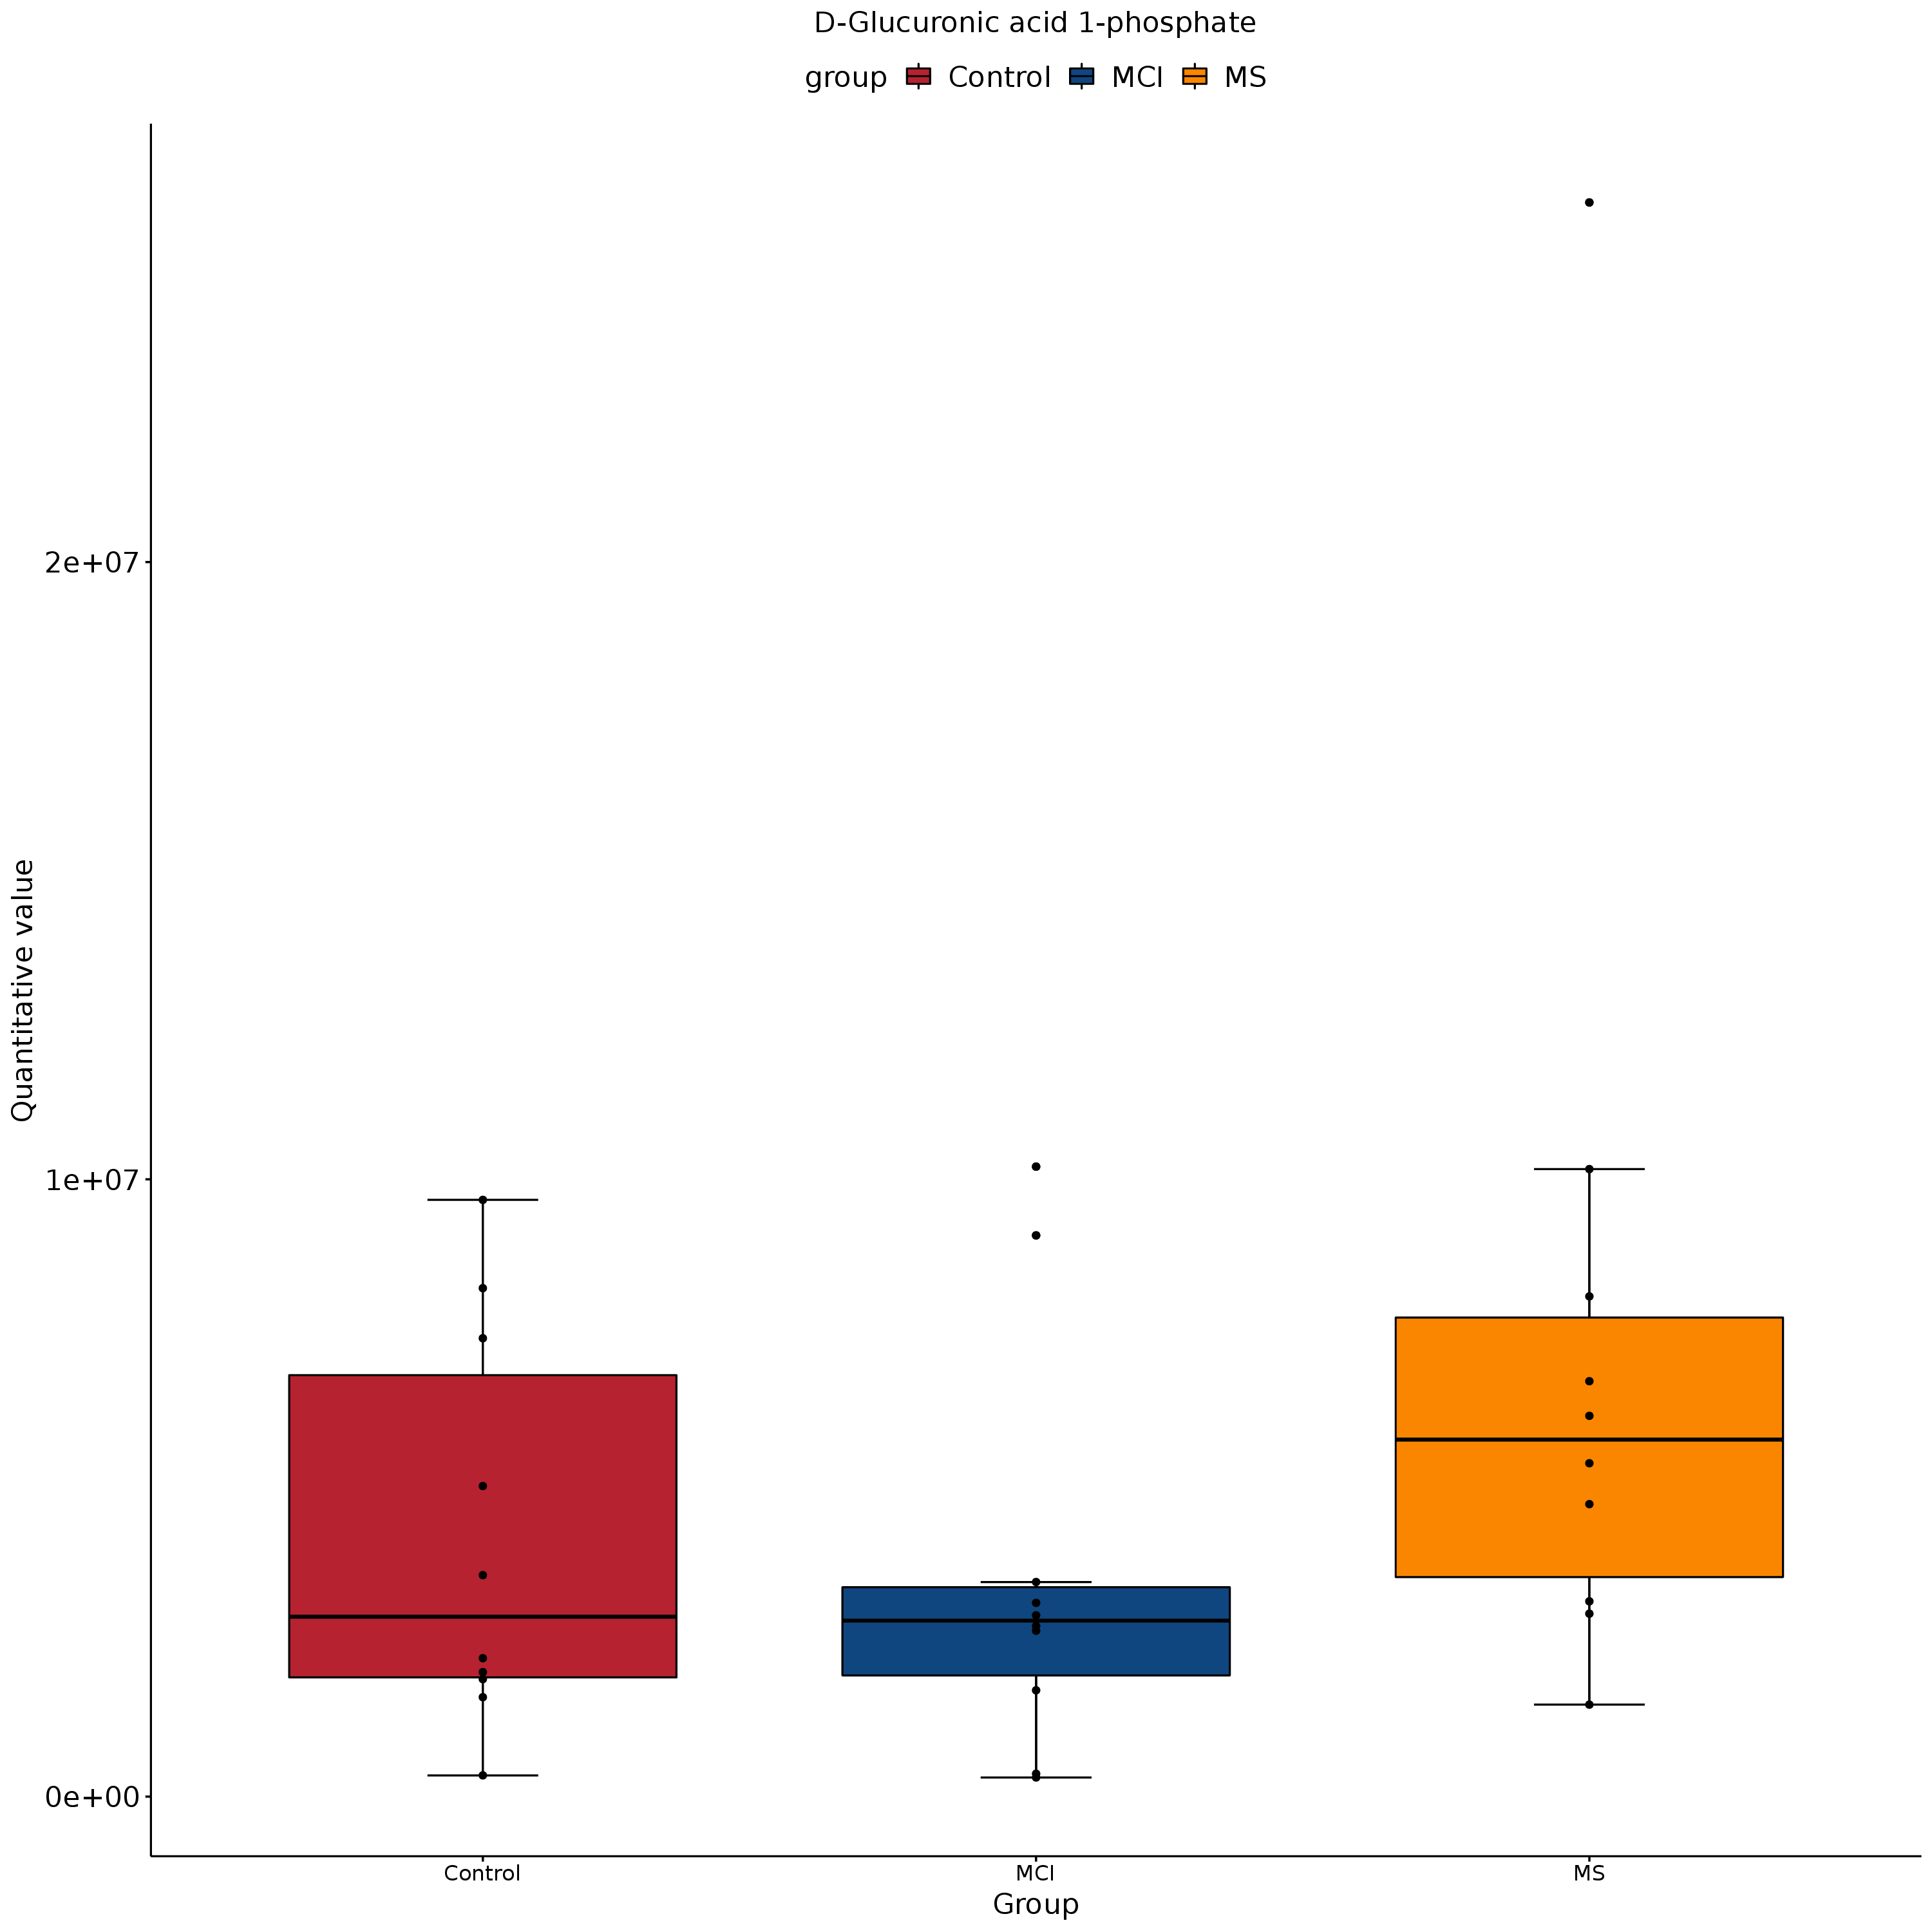 D-Glucuronic acid 1-phosphate
group Control MCI MS
Quantitative value
2e+07
1e+07
0e+00
Control MCI MS
Group